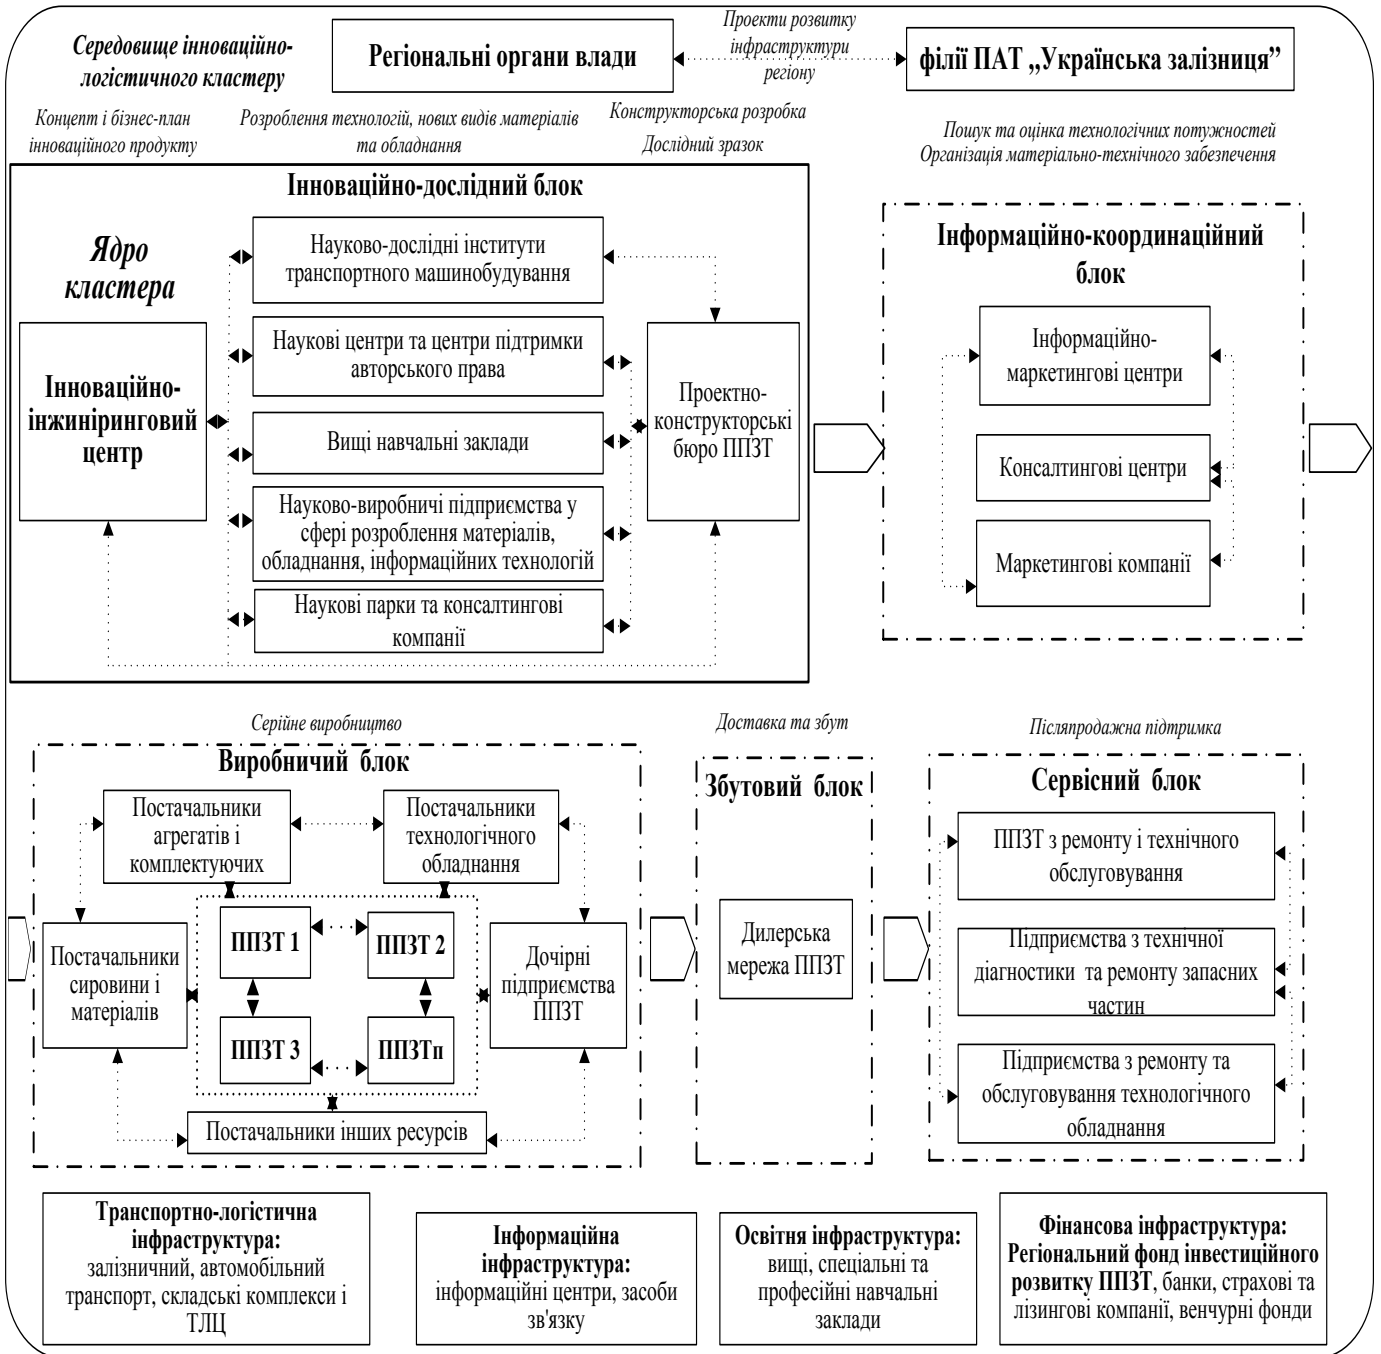 Середовище інноваційно-
логістичного кластеру
Регіональні органи влади
Проекти розвитку
інфраструктури
регіону
філії ПАТ „Українська залізниця”
Концепт і бізнес-план
інноваційного продукту
Розроблення технологій, нових видів матеріалів
та обладнання
Конструкторська розробка
Дослідний зразок
Пошук та оцінка технологічних потужностей
Організація матеріально-технічного забезпечення
Інноваційно-дослідний блок
Ядро
кластера
Інноваційно-
інжиніринговий
центр
Науково-дослідні інститути
транспортного машинобудування
Наукові центри та центри підтримки
авторського права
Вищі навчальні заклади
Науково-виробничі підприємства у
сфері розроблення матеріалів,
обладнання, інформаційних технологій
Наукові парки та консалтингові
компанії
Проектно-
конструкторські
бюро ППЗТ
Інформаційно-координаційний
блок
Інформаційно-
маркетингові центри
Консалтингові центри
Маркетингові компанії
Серійне виробництво
Виробничий блок
Постачальники
агрегатів і
комплектуючих
Постачальники
технологічного
обладнання
Постачальники
сировини і
матеріалів
ППЗТ 1
ППЗТ 2
ППЗТ 3
ППЗТп
Дочірні
підприємства
ППЗТ
Постачальники інших ресурсів
Доставка та збут
Збутовий блок
Дилерська
мережа ППЗТ
Післяпродажна підтримка
Сервісний блок
ППЗТ з ремонту і технічного
обслуговування
Підприємства з технічної
діагностики та ремонту запасних
частин
Підприємства з ремонту та
обслуговування технологічного
обладнання
Транспортно-логістична
інфраструктура:
залізничний, автомобільний
транспорт, складські комплекси і
ТЛЦ
Інформаційна
інфраструктура:
інформаційні центри, засоби
зв'язку
Освітня інфраструктура:
вищі, спеціальні та
професійні навчальні
заклади
Фінансова інфраструктура:
Регіональний фонд інвестиційного
розвитку ППЗТ, банки, страхові та
лізингові компанії, венчурні фонди